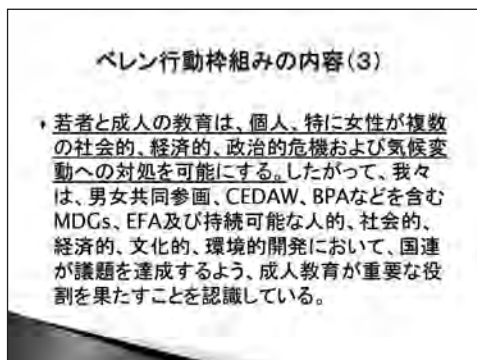 ベレン行動枠組みの内容(3)
若者と成人の教育は、個人、特に女性が複数
の社会的、経済的、政治的危機および気候変
動への対処を可能にする。したがって、我々
は、男女共同参画、CEDAW、BPAなどを含む
MDGs、EFA及び持続可能な人的、社会的、
経済的、文化的、環境的開発において、国連
が議題を達成するよう、成人教育が重要な役
割を果たすことを認識している。